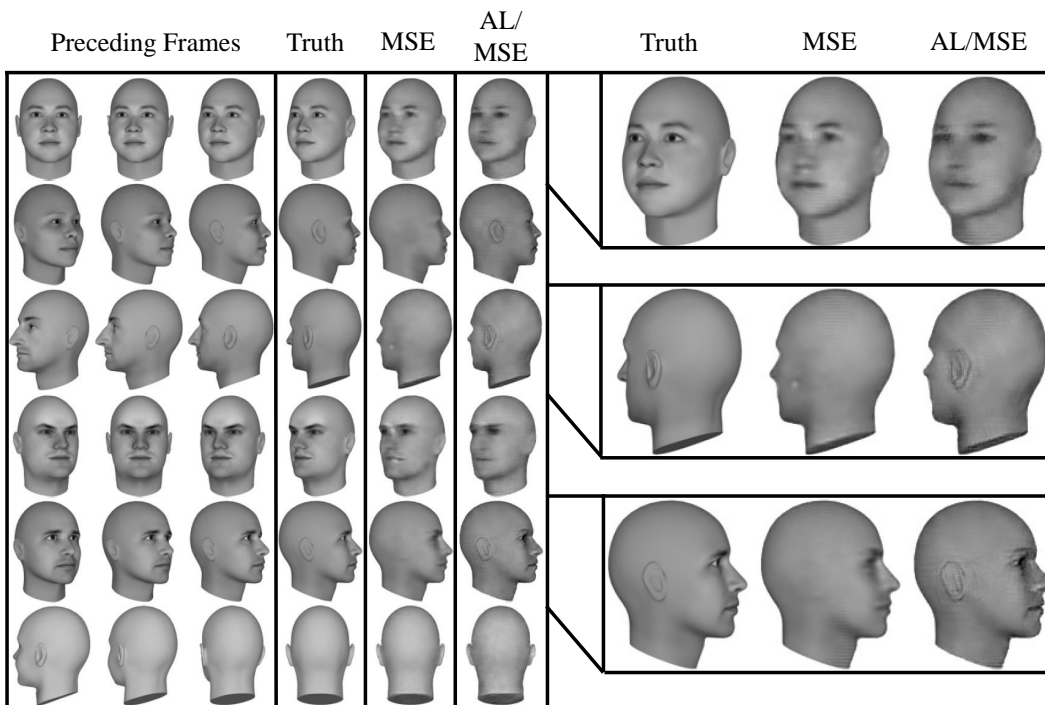 Preceding Frames
Truth
MSE
AL/
MSE
Truth
MSE
AL/MSE